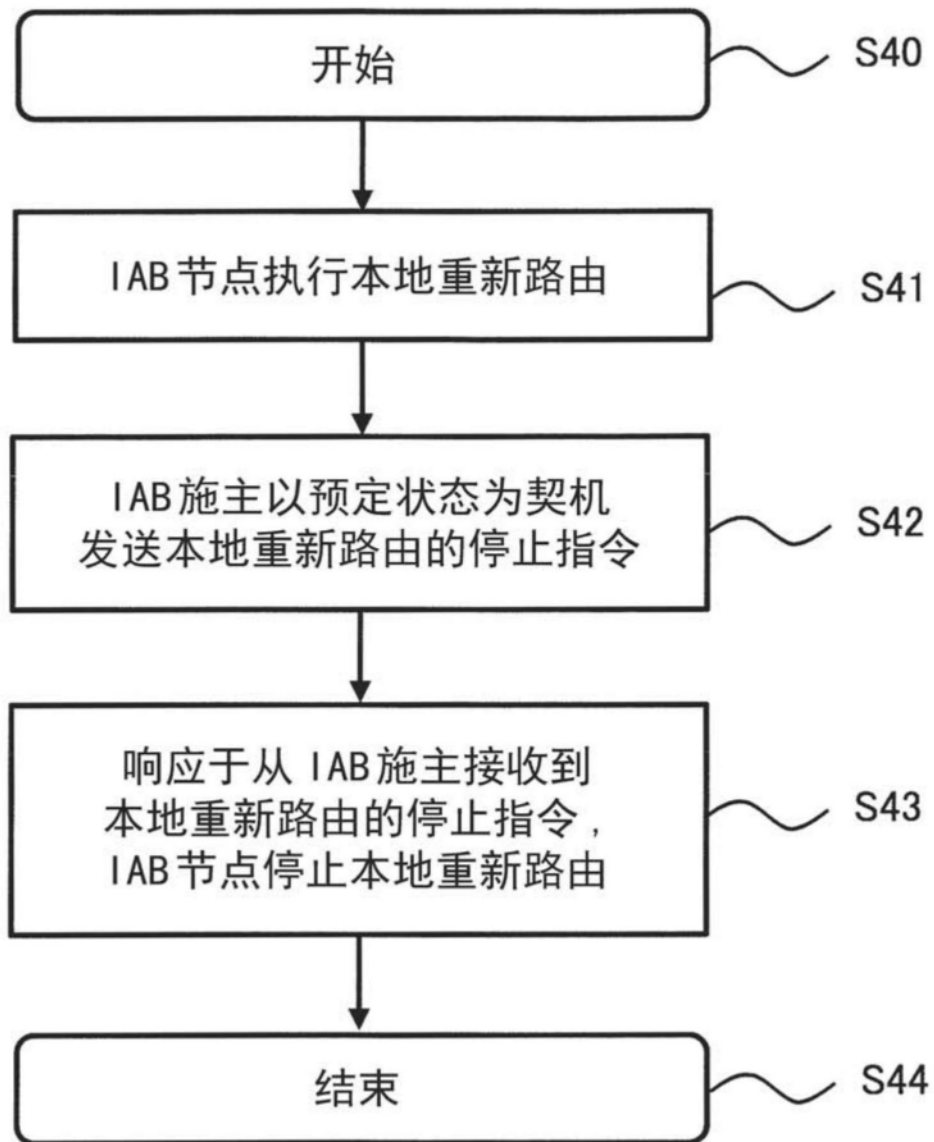 开始
S40
IAB节点执行本地重新路由
S41
IAB施主以预定状态为契机
发送本地重新路由的停止指令
S42
响应于从IAB施主接收到
本地重新路由的停止指令,
IAB节点停止本地重新路由
S43
结束
S44